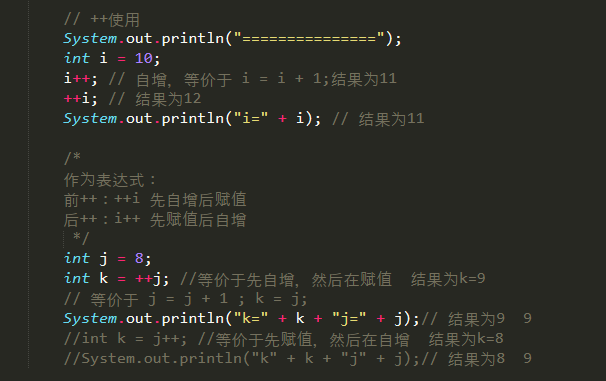 // ++使用
System.out.println("===============");
int i = 10;
i++; // 自增，等价于 i = i + 1;结果为11
++i; // 结果为12
System.out.println("i=" + i); // 结果为11
/*
作为表达式：
前++：++i 先自增后赋值
后++：i++ 先赋值后自增
*/
int j = 8;
int k = ++j; //等价于先自增，然后在赋值  结果为k=9
// 等价于 j = j + 1 ; k = j;
System.out.println("k=" + k + "j=" + j);// 结果为9  9
//int k = j++; //等价于先赋值，然后在自增  结果为k=8
//System.out.println("k" + k + "j" + j);// 结果为8  9